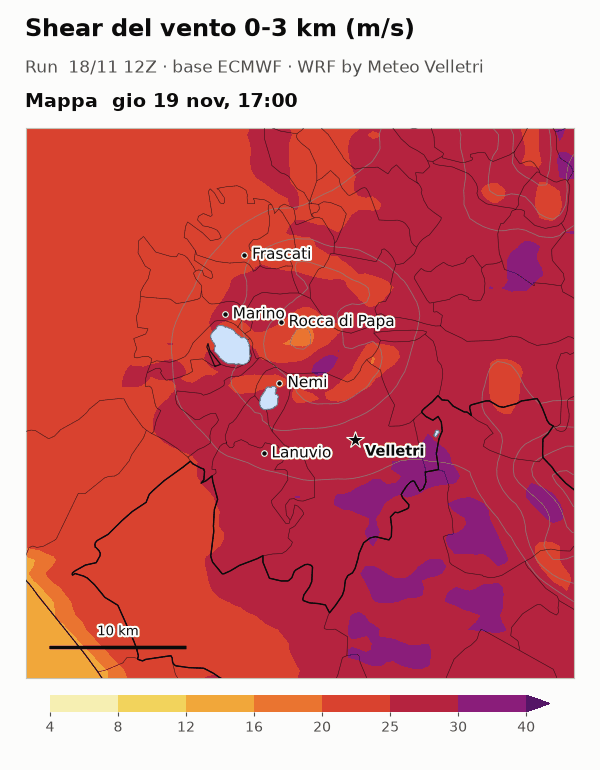 Shear del vento 0-3 km (m/s)
Run  18/11 12Z · base ECMWF · WRF by Meteo Velletri
Mappa  gio 19 nov, 17:00
Frascati
Marino
Rocca di Papa
Nemi
Velletri
Lanuvio
10 km
4 8 12 16 20 25 30 40